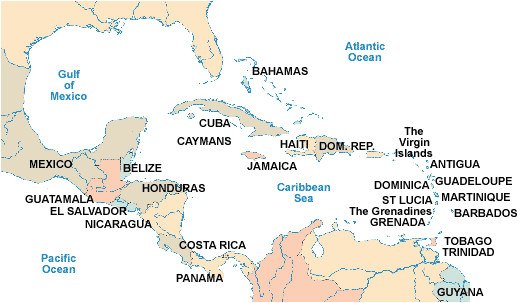 Atlantic
Ocean
Gulf
of
Mexico
BAHAMAS
CUBA
CAYMANS
HAITI
DOM. REP.
The
Virgin
Islands
JAMAICA
MEXICO
BELIZE
ANTIGUA
GUADELOUPE
DOMINICA
HONDURAS
Caribbean
Sea
MARTINIQUE
GUATAMALA
ST LUCIA
EL SALVADOR
The Grenadines
BARBADOS
NICARAGUA
GRENADA
COSTA RICA
TOBAGO
TRINIDAD
Pacific
Ocean
PANAMA
GUYANA